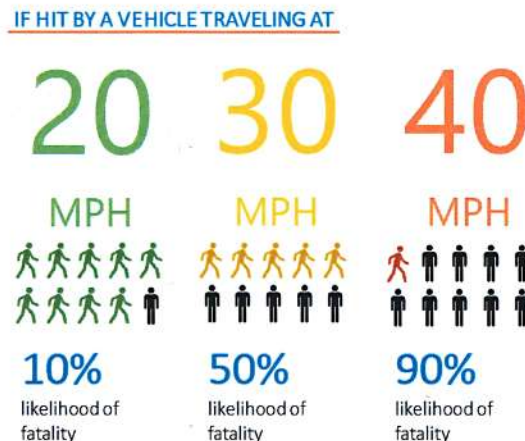 IF HIT BY A VEHICLE TRAVELING AT
20 30 40
MPH MPH MPH
10% 50% 90%
likelihood of likelihood of likelihood of
fatality fatality fatality